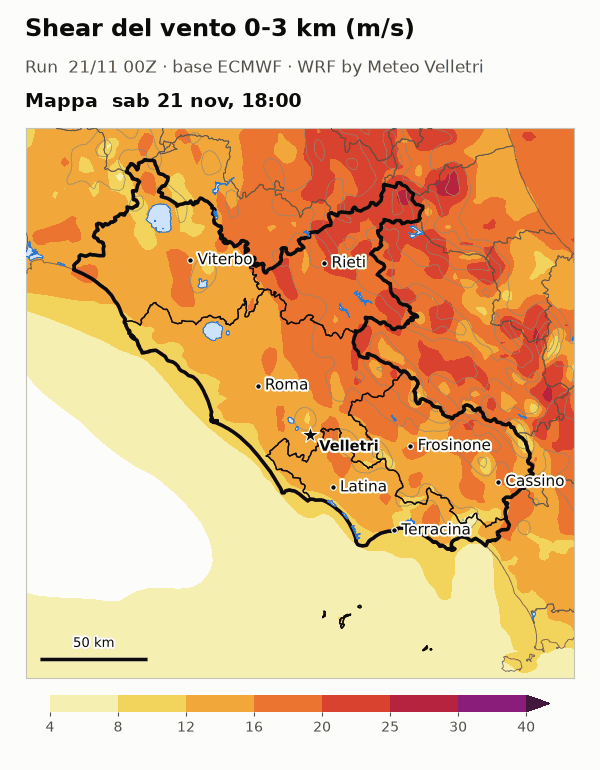 Shear del vento 0-3 km (m/s)
Run  21/11 00Z · base ECMWF · WRF by Meteo Velletri
Mappa  sab 21 nov, 18:00
Viterbo
Rieti
Roma
Velletri
Frosinone
Latina
Cassino
Terracina
50 km
4 8 12 16 20 25 30 40